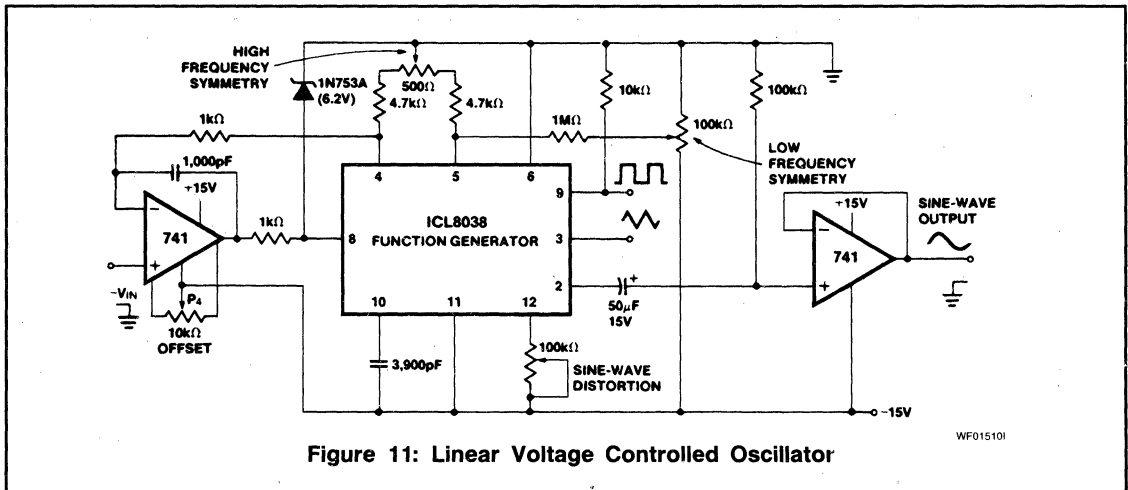 HIGH
FREQUENCY
SYMMETRY
1N753A
(6.2V)
500Ω
4.7kΩ
4.7kΩ
10kΩ
100kΩ
1kΩ
1MΩ
100kΩ
LOW
FREQUENCY
SYMMETRY
1,000pF
+15V
−
741
+
1kΩ
-VIN
P4
10kΩ
OFFSET
4
5
6
8
9
3
2
ICL8038
FUNCTION GENERATOR
10
11
12
3,900pF
100kΩ
SINE-WAVE
DISTORTION
+
50μF
15V
+15V
−
741
+
SINE-WAVE
OUTPUT
-15V
WF01510I
Figure 11: Linear Voltage Controlled Oscillator